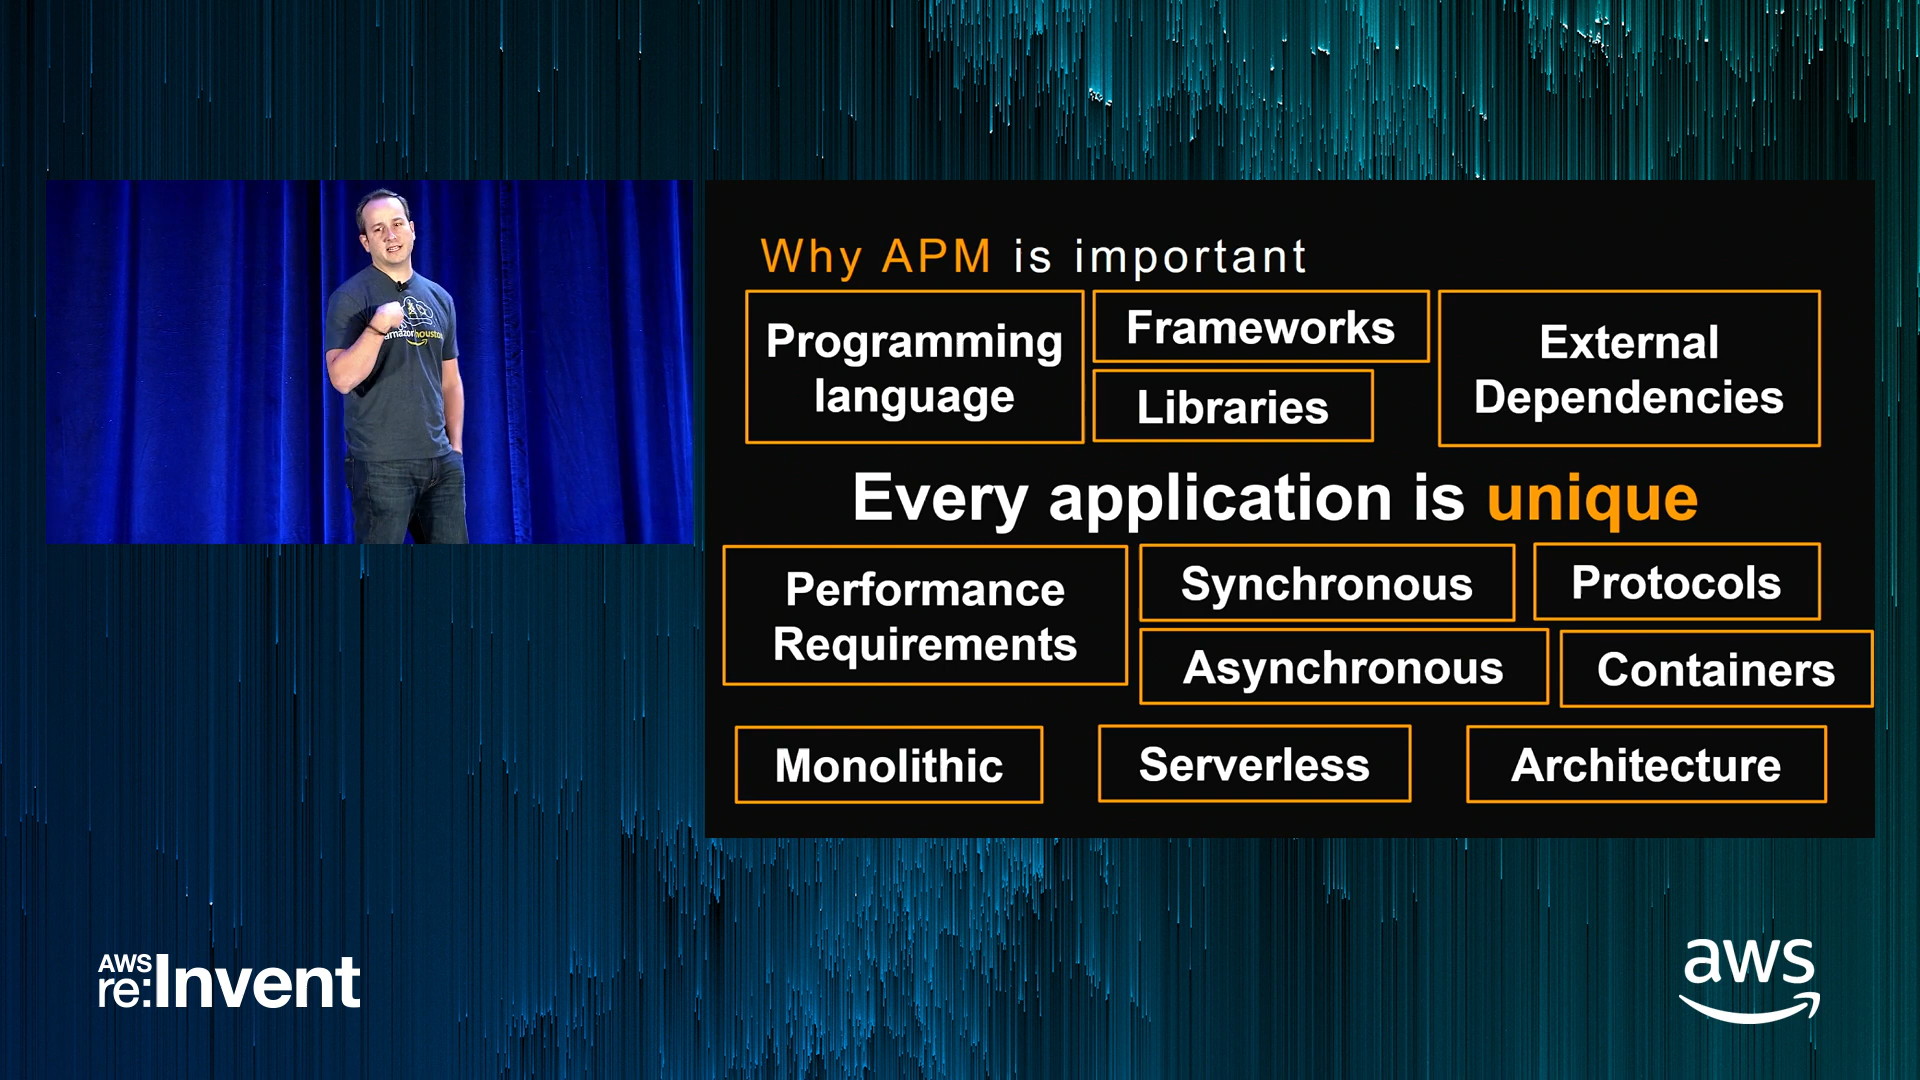 Why APM is important
Programming
language
Frameworks
Libraries
External
Dependencies
Every application is unique
Performance
Requirements
Synchronous
Asynchronous
Protocols
Containers
Monolithic
Serverless
Architecture
amazon
AWS
re:Invent
aws